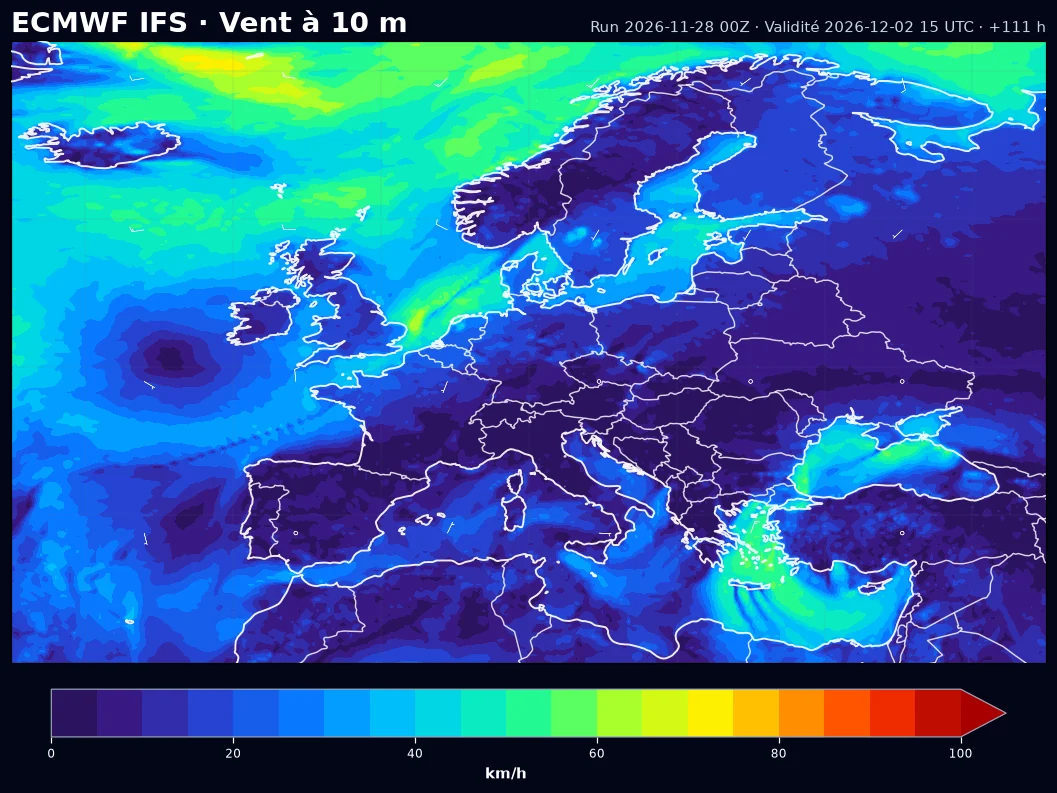 ECMWF IFS · Vent à 10 m
Run 2026-11-28 00Z · Validité 2026-12-02 15 UTC · +111 h
0 20 40 60 80 100
km/h